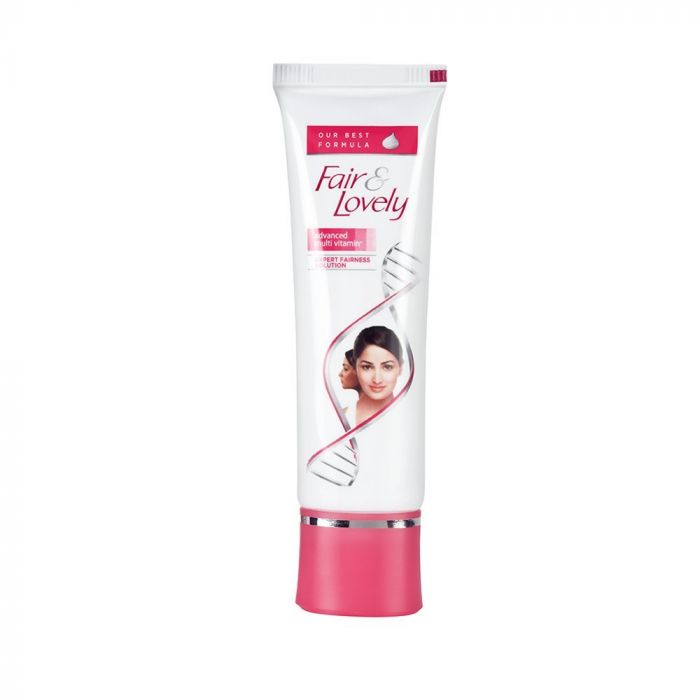 OUR BEST
FORMULA
Fair &
Lovely
advanced
multi vitamin
EXPERT FAIRNESS
SOLUTION